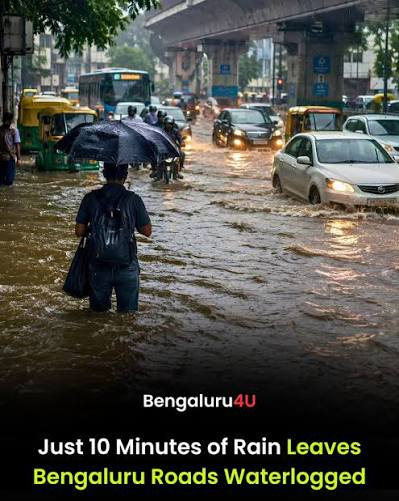 Bengaluru4U
Just 10 Minutes of Rain Leaves
Bengaluru Roads Waterlogged